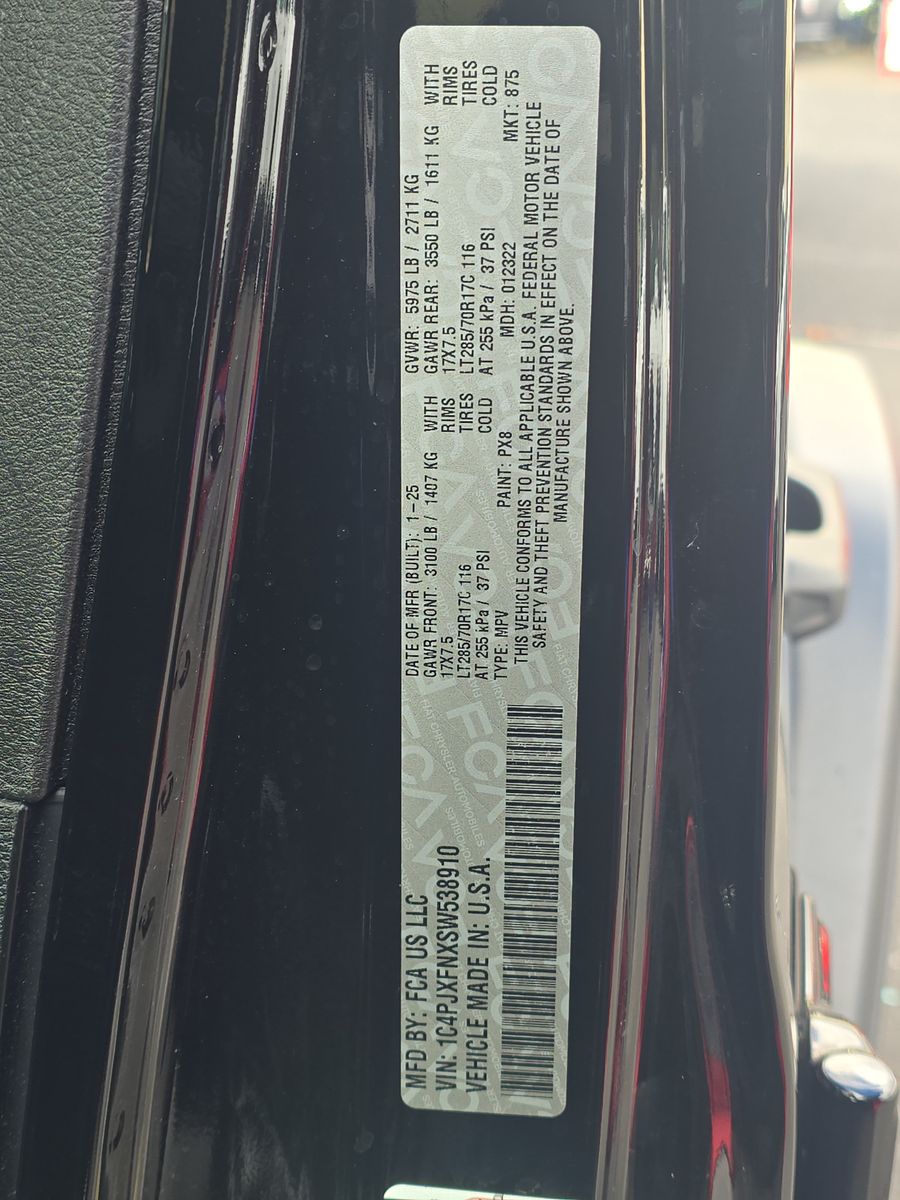 MFD BY: FCA US LLC
VIN: 1C4PJXFNXSW538910
VEHICLE MADE IN: U.S.A.
DATE OF MFR (BUILT): 1-25 GVWR: 5975 LB / 2711 KG
GAWR FRONT: 3100 LB / 1407 KG WITH GAWR REAR: 3550 LB / 1611 KG WITH
17X7.5 RIMS 17X7.5 RIMS
LT285/70R17C 116 TIRES LT285/70R17C 116 TIRES
AT 255 kPa / 37 PSI COLD AT 255 kPa / 37 PSI COLD
TYPE: MPV PAINT: PX8 MDH: 012322 MKT: 875
THIS VEHICLE CONFORMS TO ALL APPLICABLE U.S.A. FEDERAL MOTOR VEHICLE
SAFETY AND THEFT PREVENTION STANDARDS IN EFFECT ON THE DATE OF
MANUFACTURE SHOWN ABOVE.